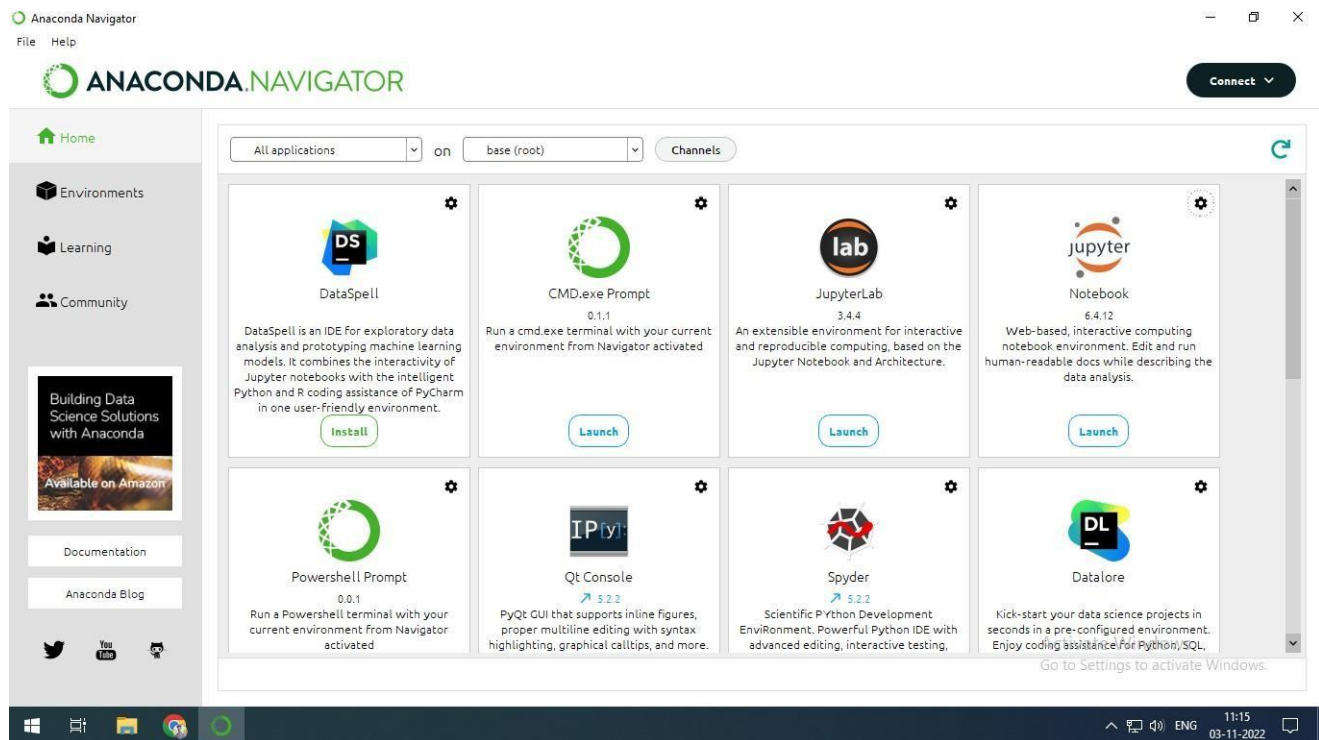 Anaconda Navigator
File Help
ANACONDA.NAVIGATOR
Connect
Home
Environments
Learning
Community
Building Data
Science Solutions
with Anaconda
Available on Amazon
Documentation
Anaconda Blog
You
Tube
All applications on base (root) Channels
DS
DataSpell
DataSpell is an IDE for exploratory data
analysis and prototyping machine learning
models. It combines the interactivity of
Jupyter notebooks with the intelligent
Python and R coding assistance of PyCharm
in one user-friendly environment.
Install
CMD.exe Prompt
0.1.1
Run a cmd.exe terminal with your current
environment from Navigator activated
Launch
lab
JupyterLab
3.4.4
An extensible environment for interactive
and reproducible computing, based on the
Jupyter Notebook and Architecture.
Launch
jupyter
Notebook
6.4.12
Web-based, interactive computing
notebook environment. Edit and run
human-readable docs while describing the
data analysis.
Launch
Powershell Prompt
0.0.1
Run a Powershell terminal with your
current environment from Navigator
activated
IP[y]:
Qt Console
5.2.2
PyQt GUI that supports inline figures,
proper multiline editing with syntax
highlighting, graphical calltips, and more.
Spyder
5.2.2
Scientific PYthon Development
EnviRonment. Powerful Python IDE with
advanced editing, interactive testing,
DL
Datalore
Kick-start your data science projects in
seconds in a pre-configured environment.
Enjoy coding assistance for Python, SQL,
Activate Windows
Go to Settings to activate Windows.
ENG
11:15
03-11-2022